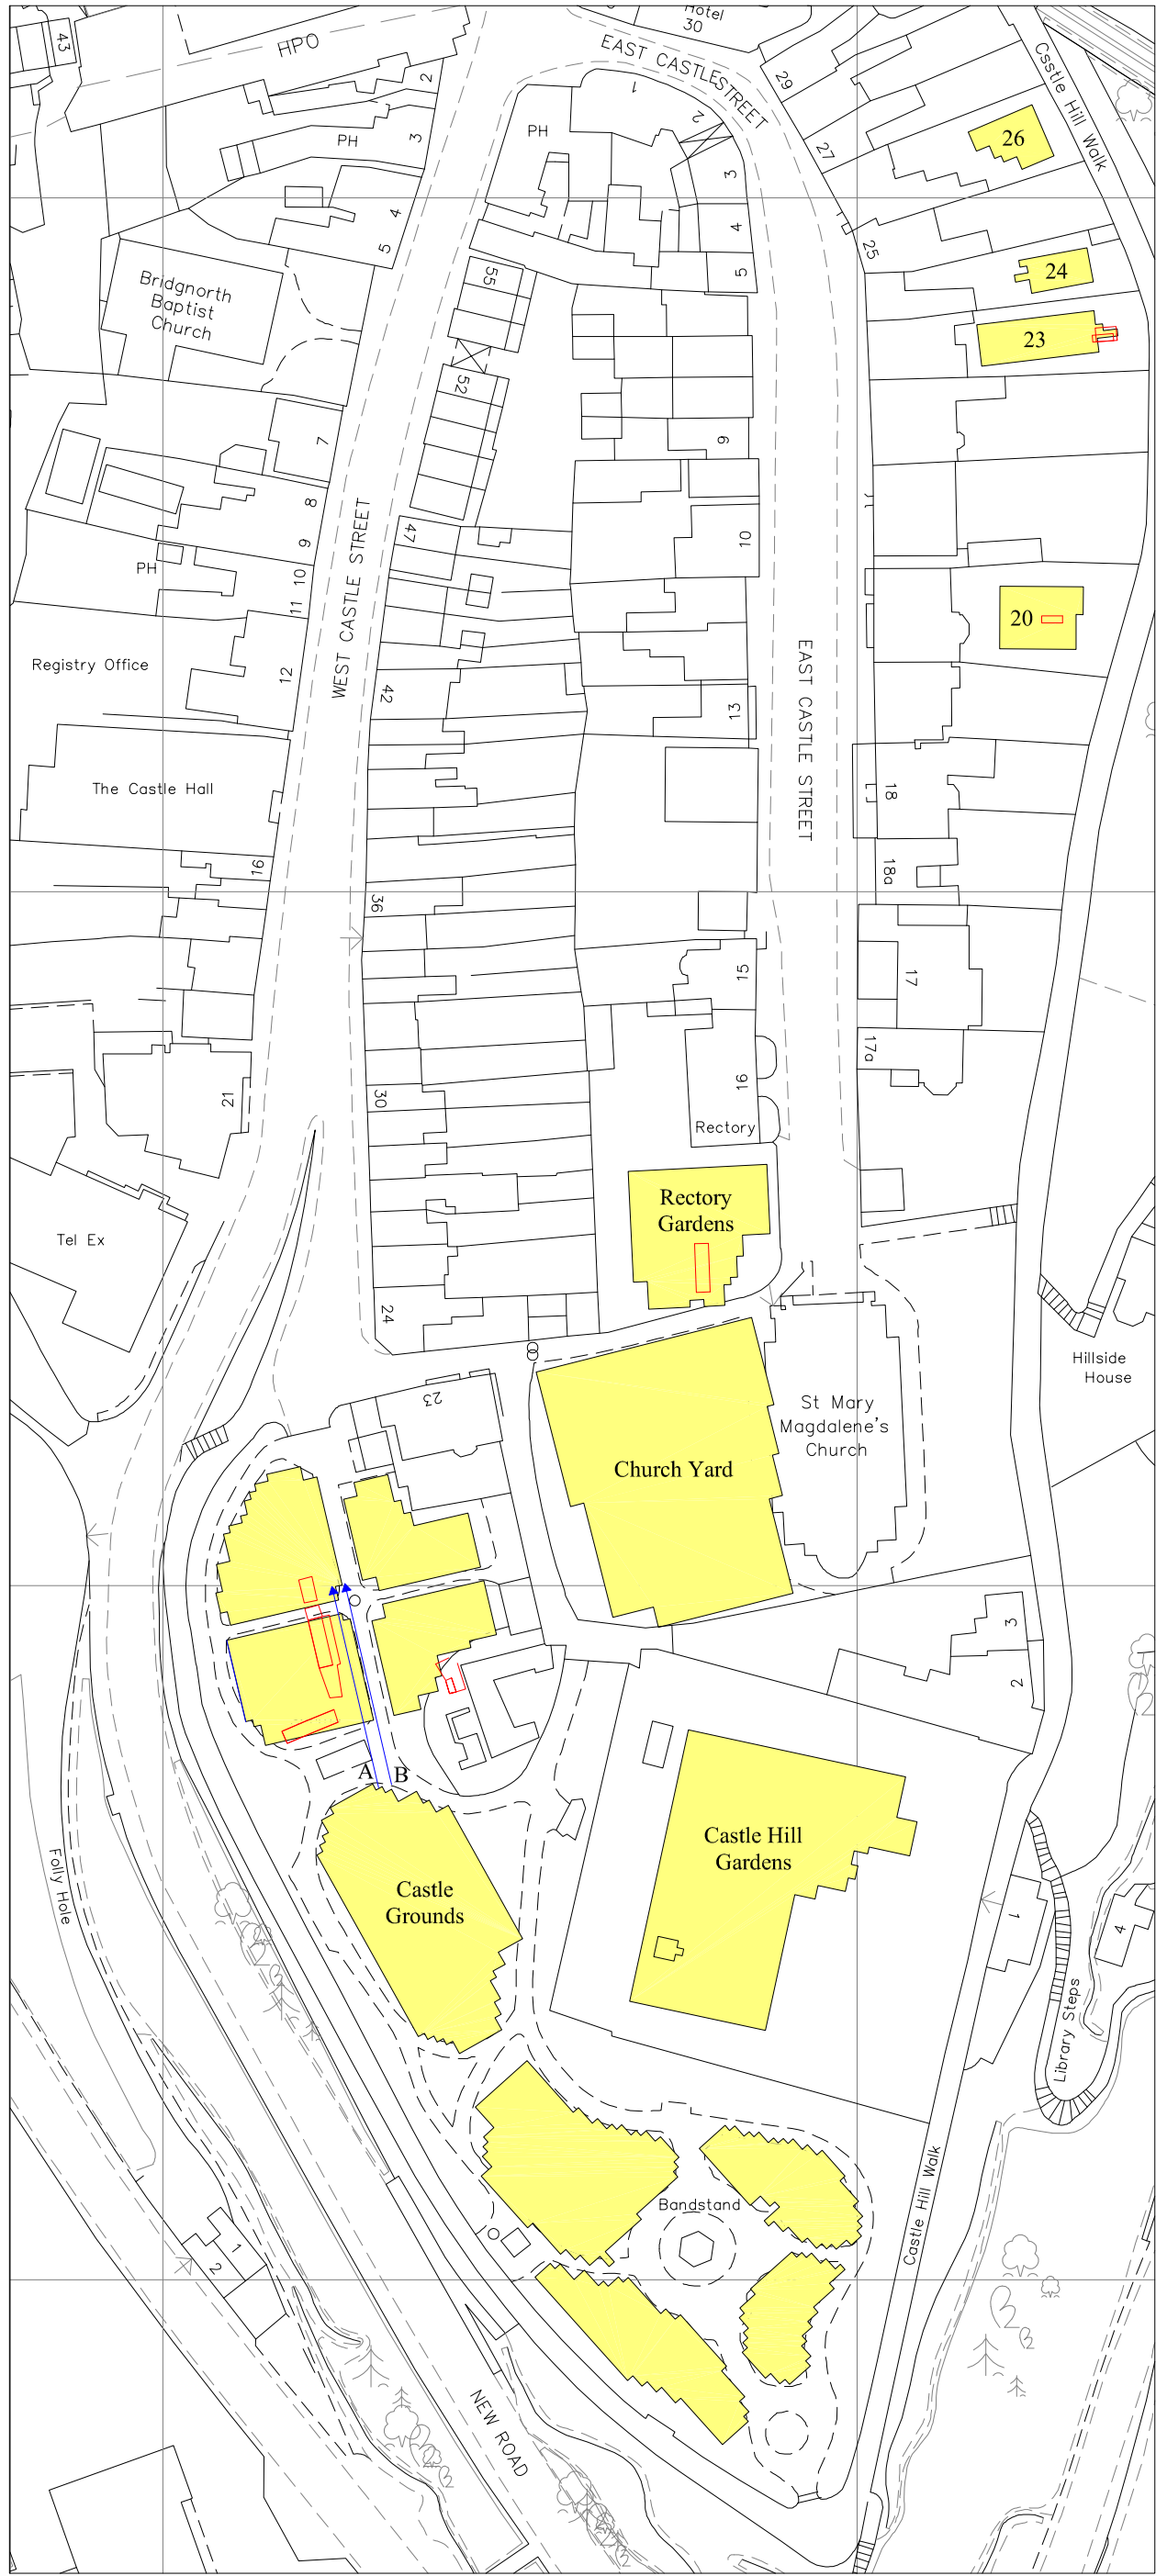 43
HPO
2
Hotel
30
EAST CASTLESTREET
29
Csstle Hill Walk
PH
3
PH
1
2
3
27
26
4
4
5
5
25
24
Bridgnorth
Baptist
Church
55
23
52
7
9
8
47
10
9
PH
10
11
20
WEST CASTLE STREET
EAST CASTLE STREET
Registry Office
12
42
13
The Castle Hall
18
16
18a
36
15
17
17a
21
30
16
Rectory
Rectory
Gardens
Tel Ex
24
Hillside
House
23
St Mary
Magdalene's
Church
Church Yard
3
2
A
B
Castle Hill
Gardens
Folly Hole
Castle
Grounds
1
4
Library Steps
Castle Hill Walk
Bandstand
1
2
NEW ROAD